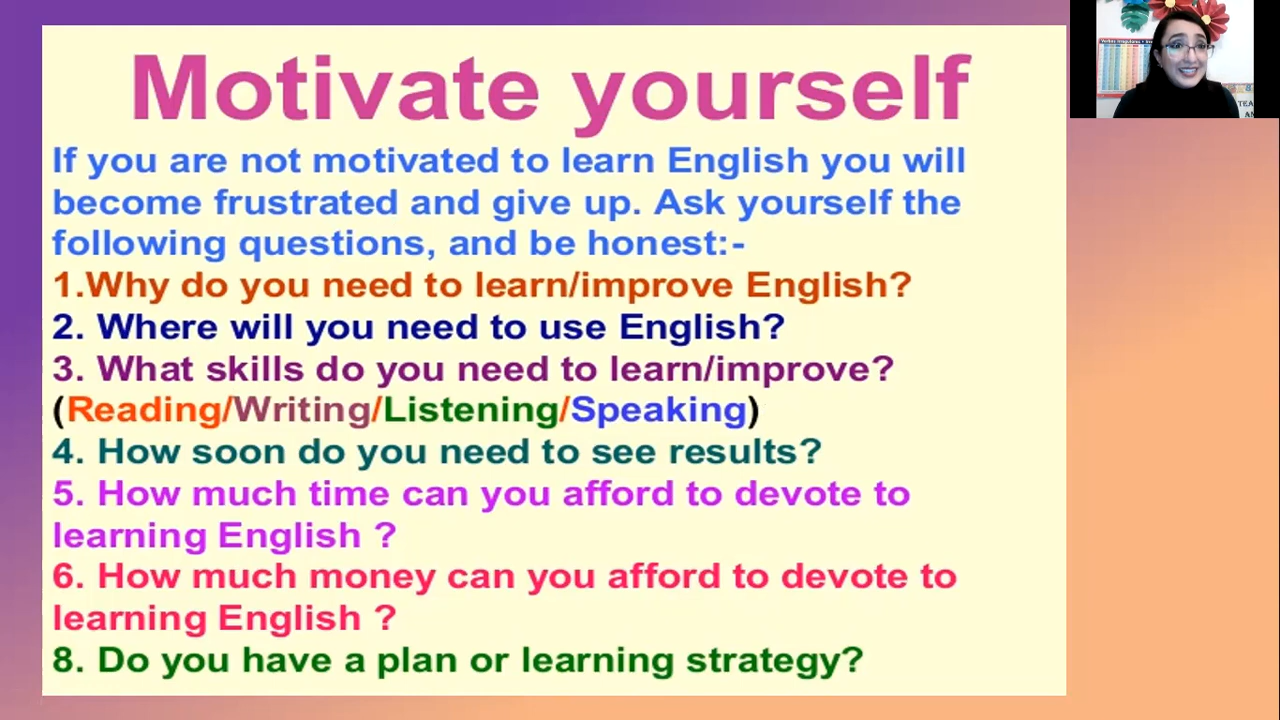 Motivate yourself
If you are not motivated to learn English you will
become frustrated and give up. Ask yourself the
following questions, and be honest:-
1.Why do you need to learn/improve English?
2. Where will you need to use English?
3. What skills do you need to learn/improve?
(Reading/Writing/Listening/Speaking)
4. How soon do you need to see results?
5. How much time can you afford to devote to
learning English ?
6. How much money can you afford to devote to
learning English ?
8. Do you have a plan or learning strategy?